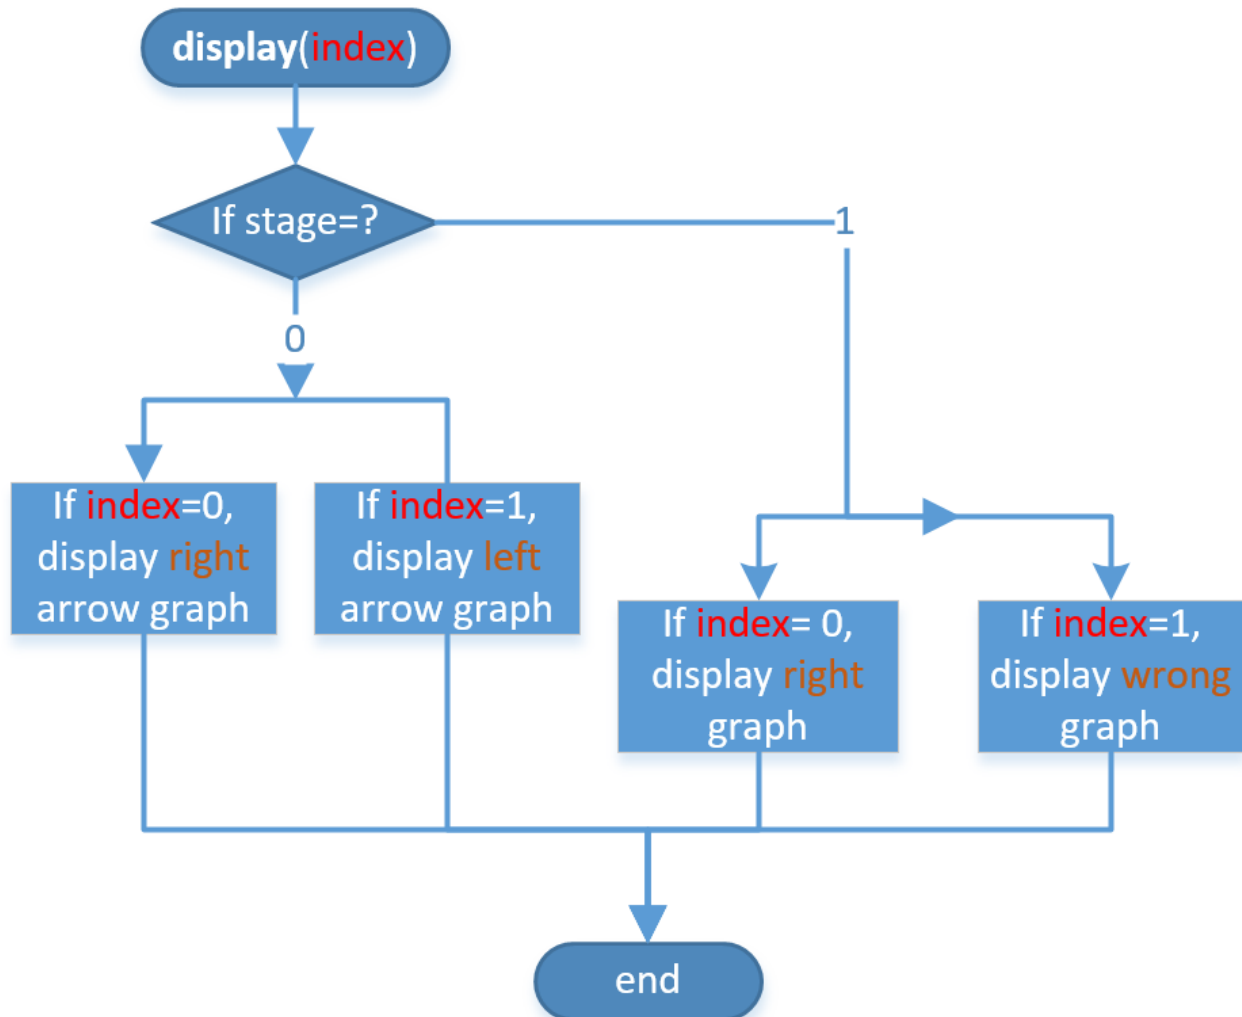 display(index)
If stage=?
1
0
If index=0,
display right
arrow graph
If index=1,
display left
arrow graph
If index= 0,
display right
graph
If index=1,
display wrong
graph
end